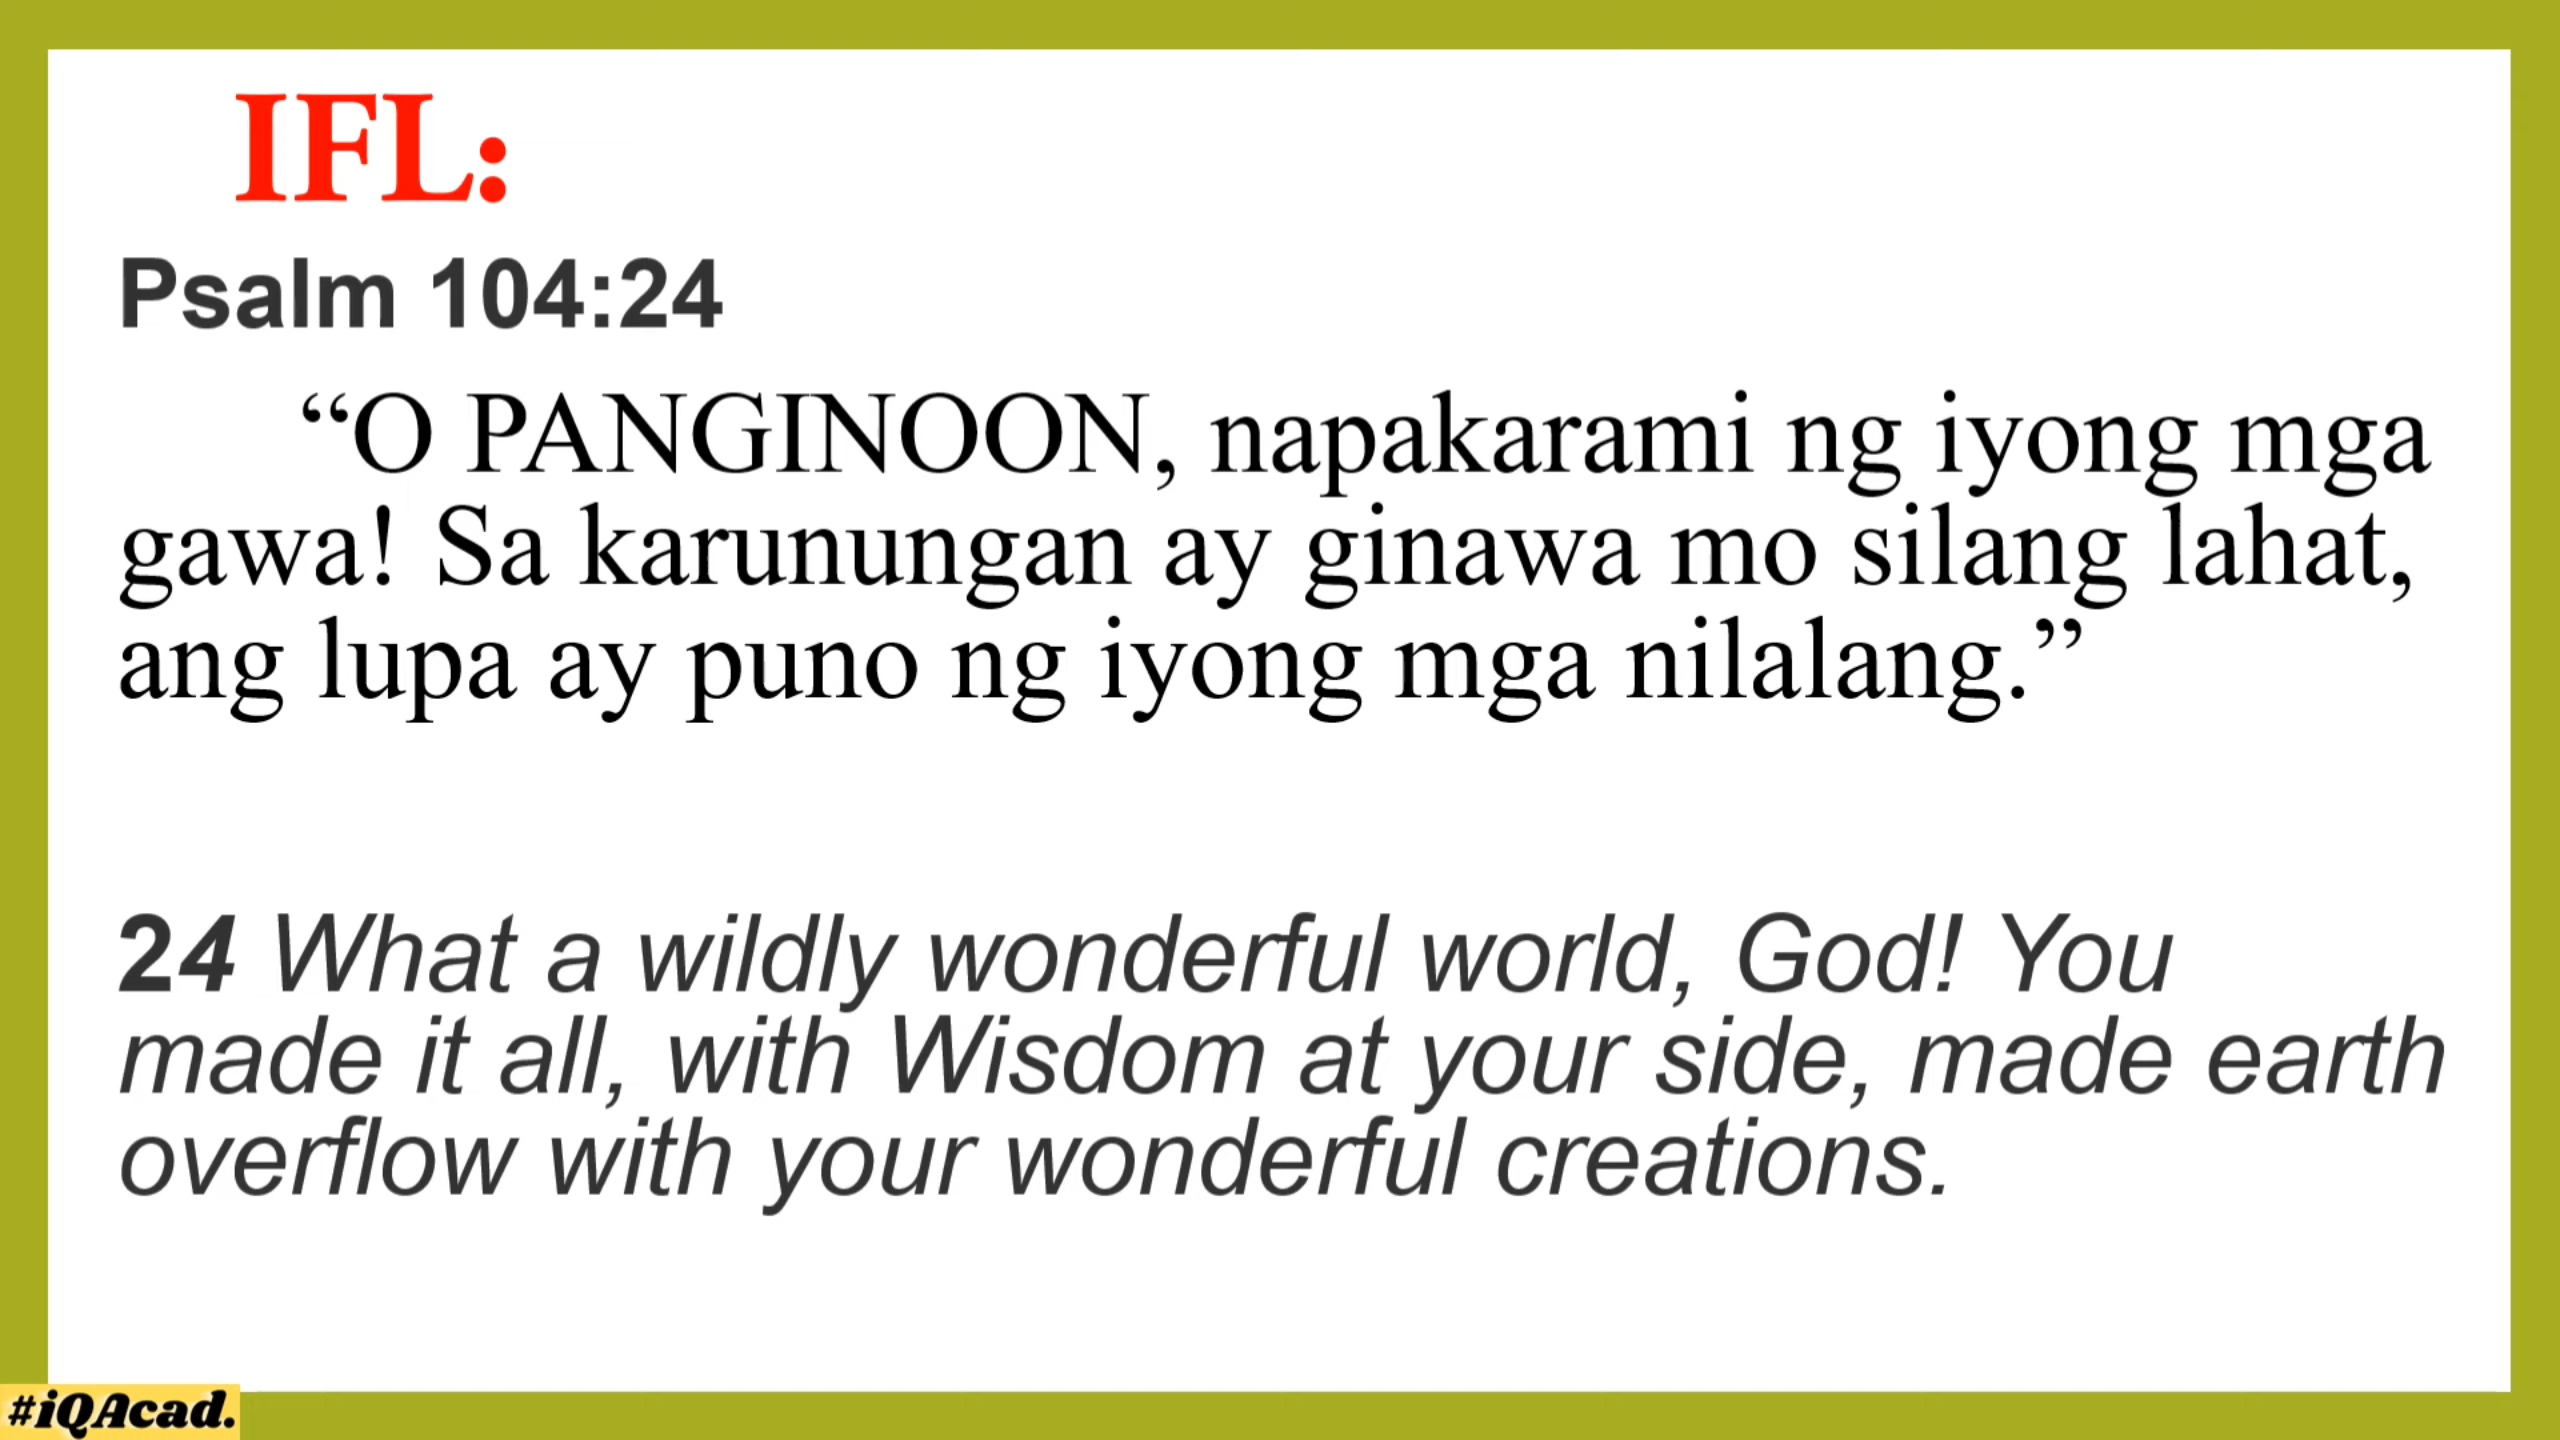 IFL:
Psalm 104:24
“O PANGINOON, napakarami ng iyong mga
gawa! Sa karunungan ay ginawa mo silang lahat,
ang lupa ay puno ng iyong mga nilalang.”
24 What a wildly wonderful world, God! You
made it all, with Wisdom at your side, made earth
overflow with your wonderful creations.
#iQAcad.